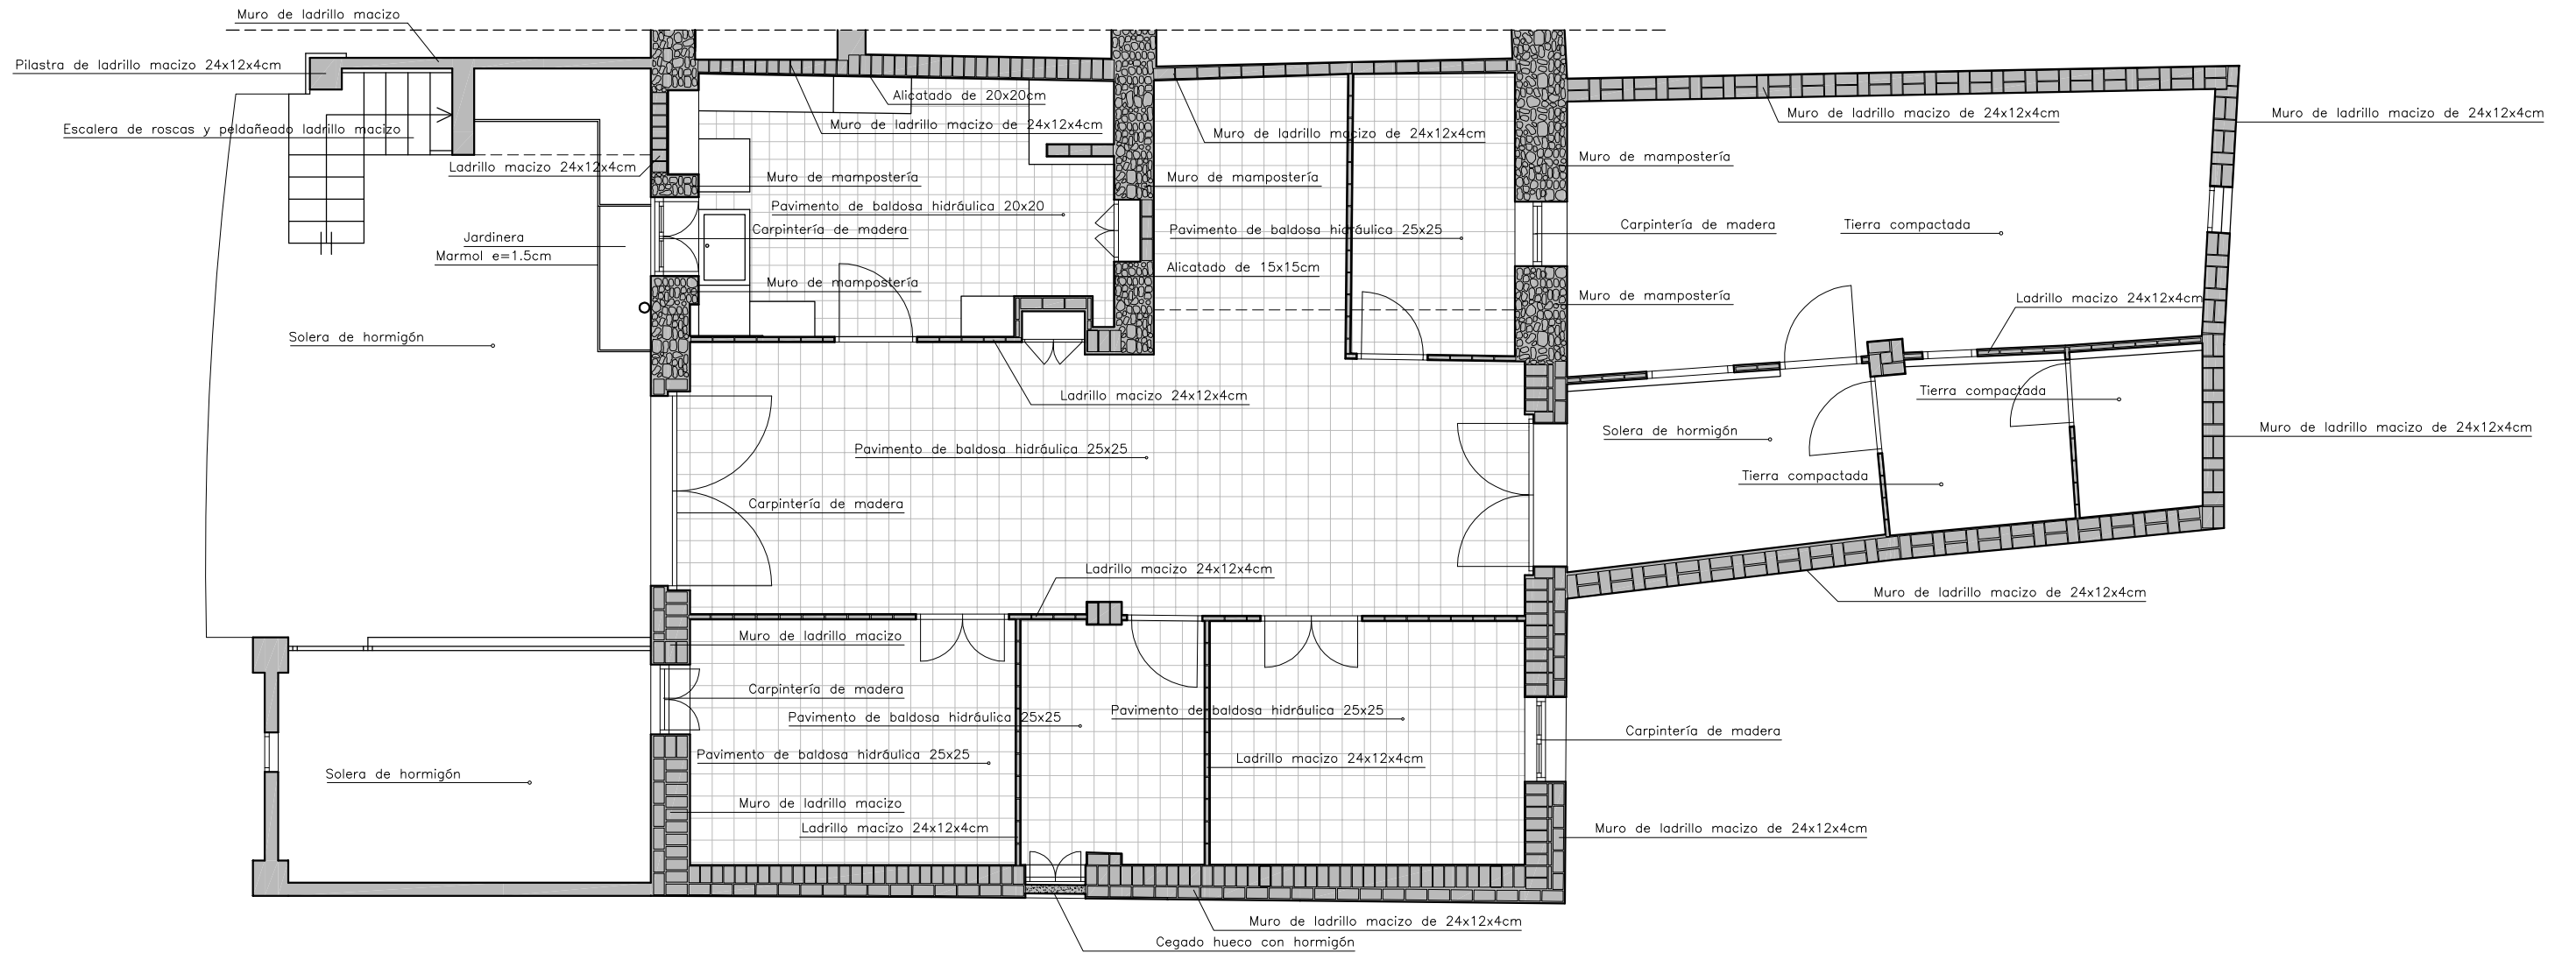 Muro de ladrillo macizo
Pilastra de ladrillo macizo 24x12x4cm
Escalera de roscas y peldañeado ladrillo macizo
Ladrillo macizo 24x12x4cm
Jardinera
Marmol e=1.5cm
Solera de hormigón
Alicatado de 20x20cm
Muro de ladrillo macizo de 24x12x4cm
Muro de mampostería
Pavimento de baldosa hidráulica 20x20
Carpintería de madera
Muro de mampostería
Muro de ladrillo macizo de 24x12x4cm
Muro de mampostería
Pavimento de baldosa hidráulica 25x25
Alicatado de 15x15cm
Muro de ladrillo macizo de 24x12x4cm
Muro de ladrillo macizo de 24x12x4cm
Muro de mampostería
Carpintería de madera
Tierra compactada
Muro de mampostería
Ladrillo macizo 24x12x4cm
Ladrillo macizo 24x12x4cm
Pavimento de baldosa hidráulica 25x25
Carpintería de madera
Ladrillo macizo 24x12x4cm
Tierra compactada
Solera de hormigón
Tierra compactada
Muro de ladrillo macizo de 24x12x4cm
Muro de ladrillo macizo de 24x12x4cm
Muro de ladrillo macizo
Carpintería de madera
Pavimento de baldosa hidráulica 25x25
Pavimento de baldosa hidráulica 25x25
Pavimento de baldosa hidráulica 25x25
Ladrillo macizo 24x12x4cm
Carpintería de madera
Solera de hormigón
Muro de ladrillo macizo
Ladrillo macizo 24x12x4cm
Muro de ladrillo macizo de 24x12x4cm
Muro de ladrillo macizo de 24x12x4cm
Cegado hueco con hormigón